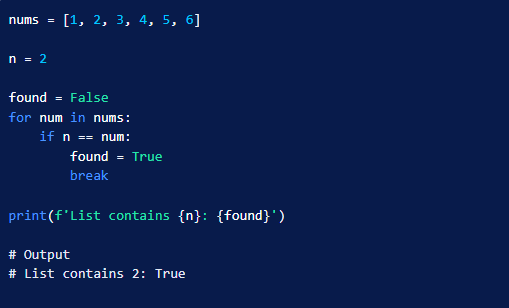 nums = [1, 2, 3, 4, 5, 6]
n = 2
found = False
for num in nums:
    if n == num:
        found = True
        break
print(f'List contains {n}: {found}')
# Output
# List contains 2: True